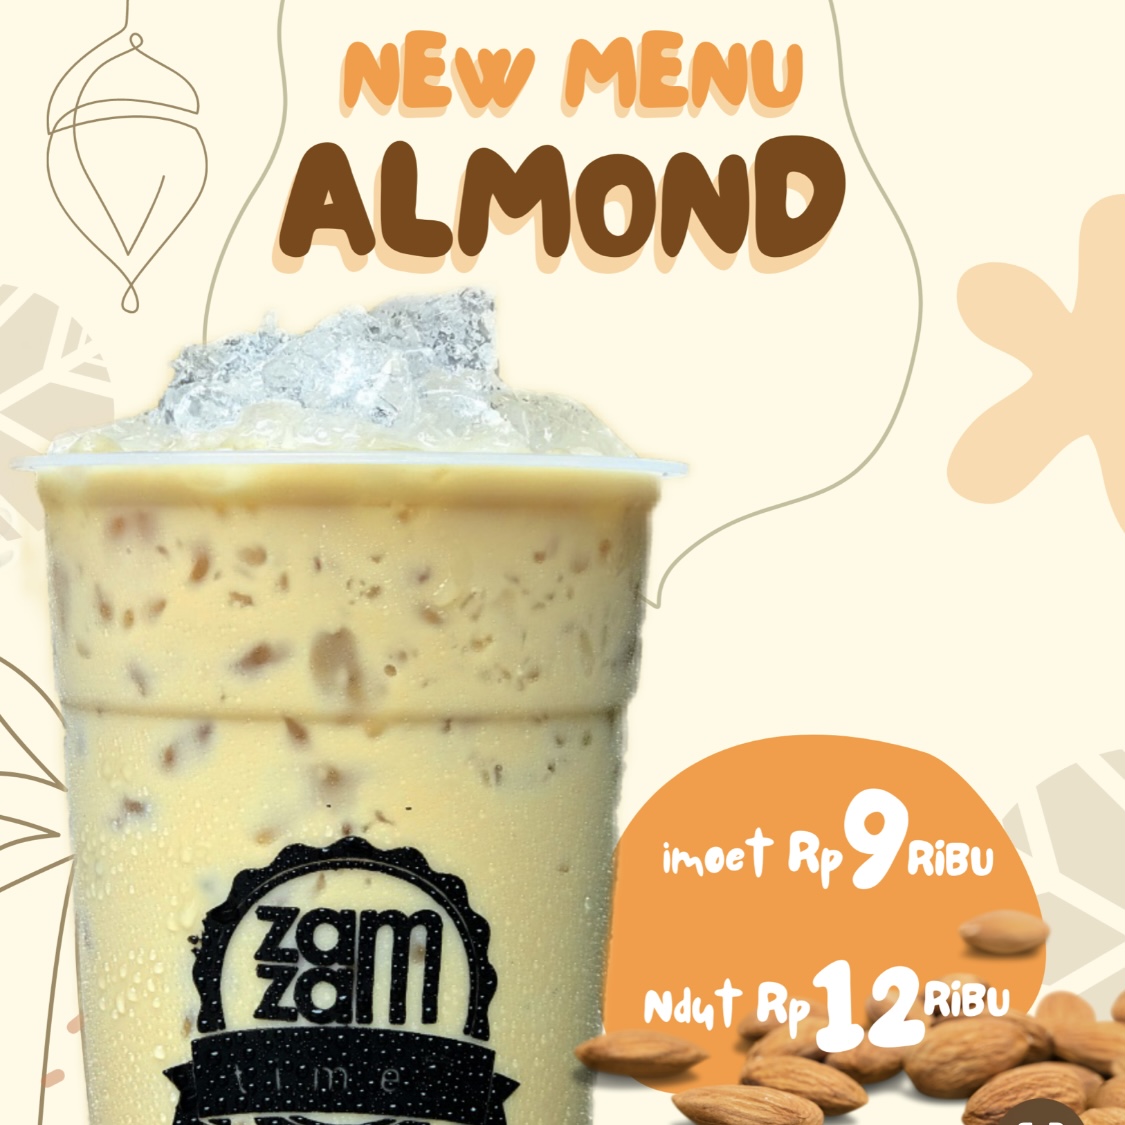 NEW MENU
ALMOND
imoet Rp 9 RiBU
Ndut Rp 12 RiBU
zam
zam
time